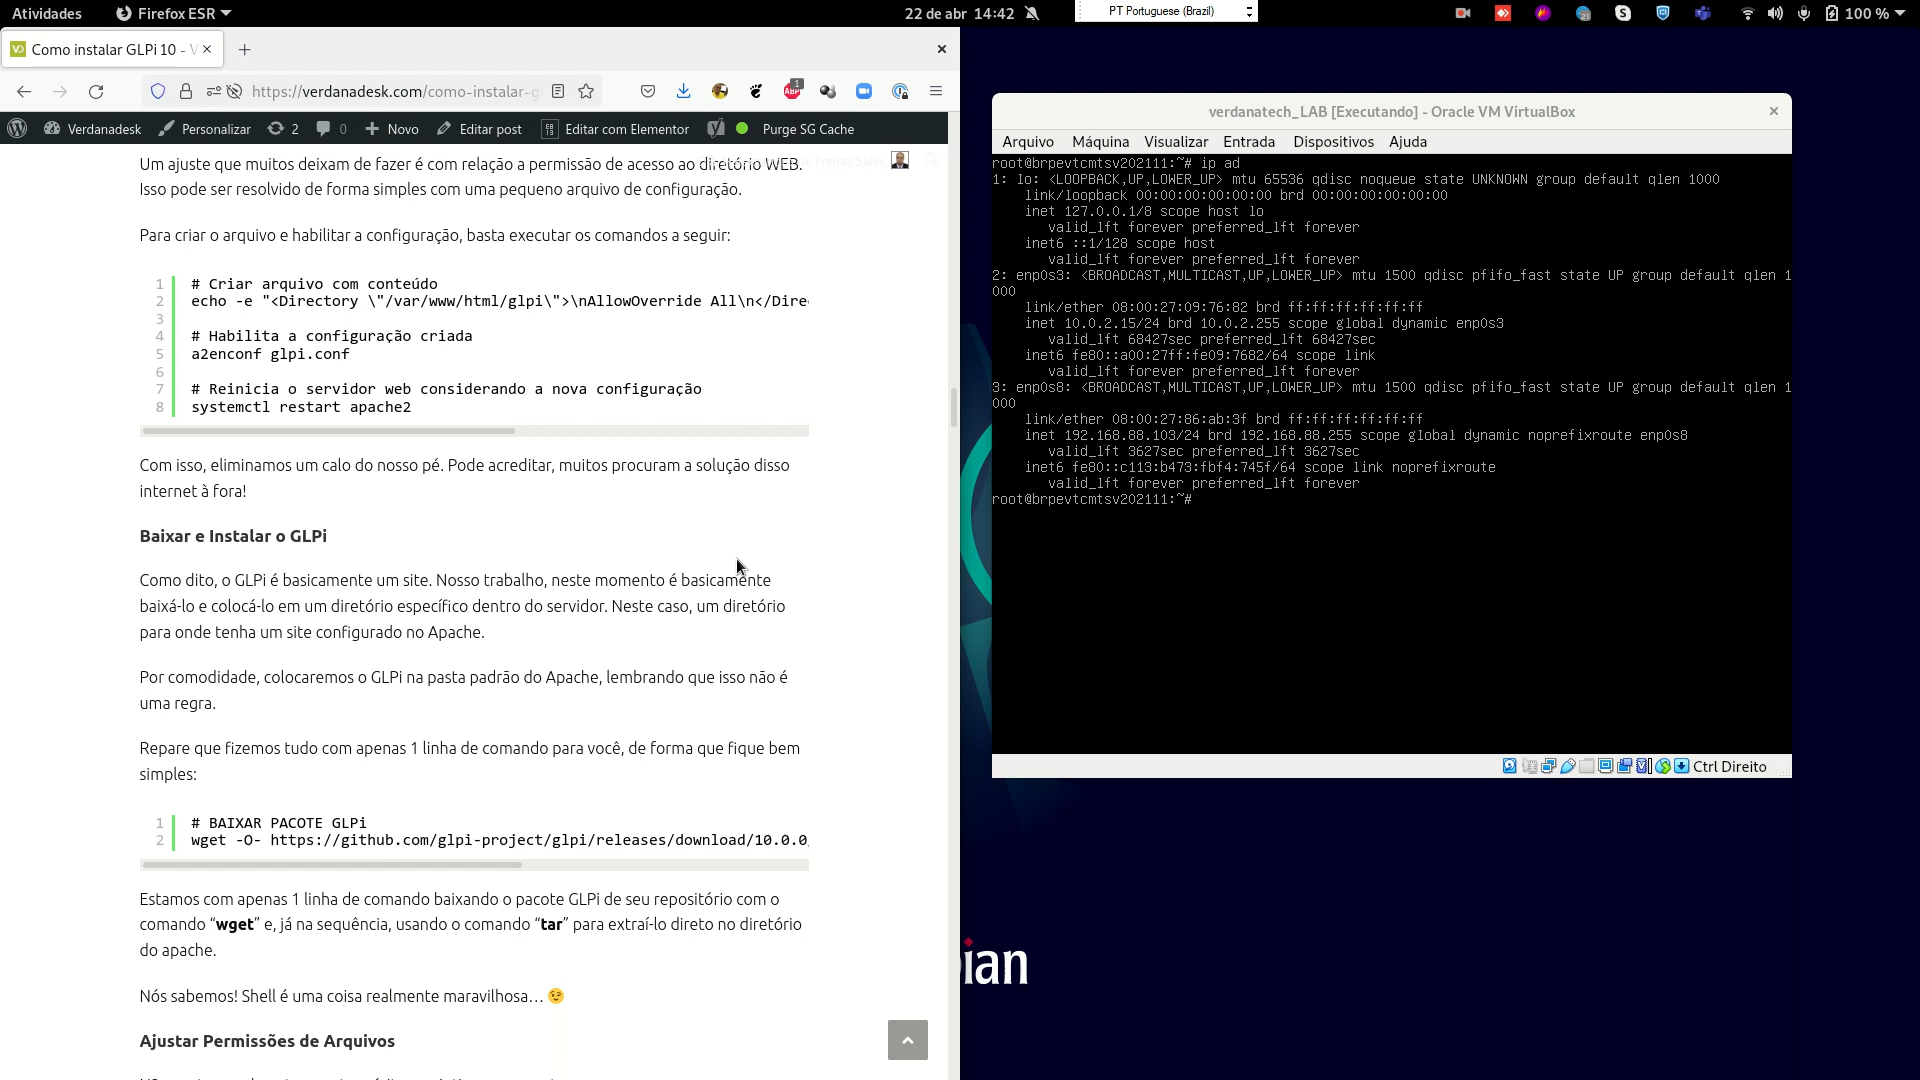 Atividades
Firefox ESR
22 de abr 14:42
PT Portuguese (Brazil)
100 %
Como instalar GLPi 10 - V
https://verdanadesk.com/como-instalar-g
Verdanadesk
Personalizar
2
0
Novo
Editar post
Editar com Elementor
Purge SG Cache
Um ajuste que muitos deixam de fazer é com relação a permissão de acesso ao diretório WEB.
de Freitas Sales
Isso pode ser resolvido de forma simples com uma pequeno arquivo de configuração.
Para criar o arquivo e habilitar a configuração, basta executar os comandos a seguir:
1 # Criar arquivo com conteúdo
2 echo -e "<Directory \"/var/www/html/glpi\">\nAllowOverride All\n</Dire
3
4 # Habilita a configuração criada
5 a2enconf glpi.conf
6
7 # Reinicia o servidor web considerando a nova configuração
8 systemctl restart apache2
Com isso, eliminamos um calo do nosso pé. Pode acreditar, muitos procuram a solução disso
internet à fora!
Baixar e Instalar o GLPi
Como dito, o GLPi é basicamente um site. Nosso trabalho, neste momento é basicamente
baixá-lo e colocá-lo em um diretório específico dentro do servidor. Neste caso, um diretório
para onde tenha um site configurado no Apache.
Por comodidade, colocaremos o GLPi na pasta padrão do Apache, lembrando que isso não é
uma regra.
Repare que fizemos tudo com apenas 1 linha de comando para você, de forma que fique bem
simples:
1 # BAIXAR PACOTE GLPi
2 wget -O- https://github.com/glpi-project/glpi/releases/download/10.0.0
Estamos com apenas 1 linha de comando baixando o pacote GLPi de seu repositório com o
comando “wget” e, já na sequência, usando o comando “tar” para extraí-lo direto no diretório
do apache.
Nós sabemos! Shell é uma coisa realmente maravilhosa… 😉
Ajustar Permissões de Arquivos
verdanatech_LAB [Executando] - Oracle VM VirtualBox
Arquivo Máquina Visualizar Entrada Dispositivos Ajuda
root@brpevtcmtsv202111:~# ip ad
1: lo: <LOOPBACK,UP,LOWER_UP> mtu 65536 qdisc noqueue state UNKNOWN group default qlen 1000
link/loopback 00:00:00:00:00:00 brd 00:00:00:00:00:00
inet 127.0.0.1/8 scope host lo
valid_lft forever preferred_lft forever
inet6 ::1/128 scope host
valid_lft forever preferred_lft forever
2: enp0s3: <BROADCAST,MULTICAST,UP,LOWER_UP> mtu 1500 qdisc pfifo_fast state UP group default qlen 1
000
link/ether 08:00:27:09:76:82 brd ff:ff:ff:ff:ff:ff
inet 10.0.2.15/24 brd 10.0.2.255 scope global dynamic enp0s3
valid_lft 68427sec preferred_lft 68427sec
inet6 fe80::a00:27ff:fe09:7682/64 scope link
valid_lft forever preferred_lft forever
3: enp0s8: <BROADCAST,MULTICAST,UP,LOWER_UP> mtu 1500 qdisc pfifo_fast state UP group default qlen 1
000
link/ether 08:00:27:86:ab:3f brd ff:ff:ff:ff:ff:ff
inet 192.168.88.103/24 brd 192.168.88.255 scope global dynamic noprefixroute enp0s8
valid_lft 3627sec preferred_lft 3627sec
inet6 fe80::c113:b473:fbf4:745f/64 scope link noprefixroute
valid_lft forever preferred_lft forever
root@brpevtcmtsv202111:~#
Ctrl Direito
ian